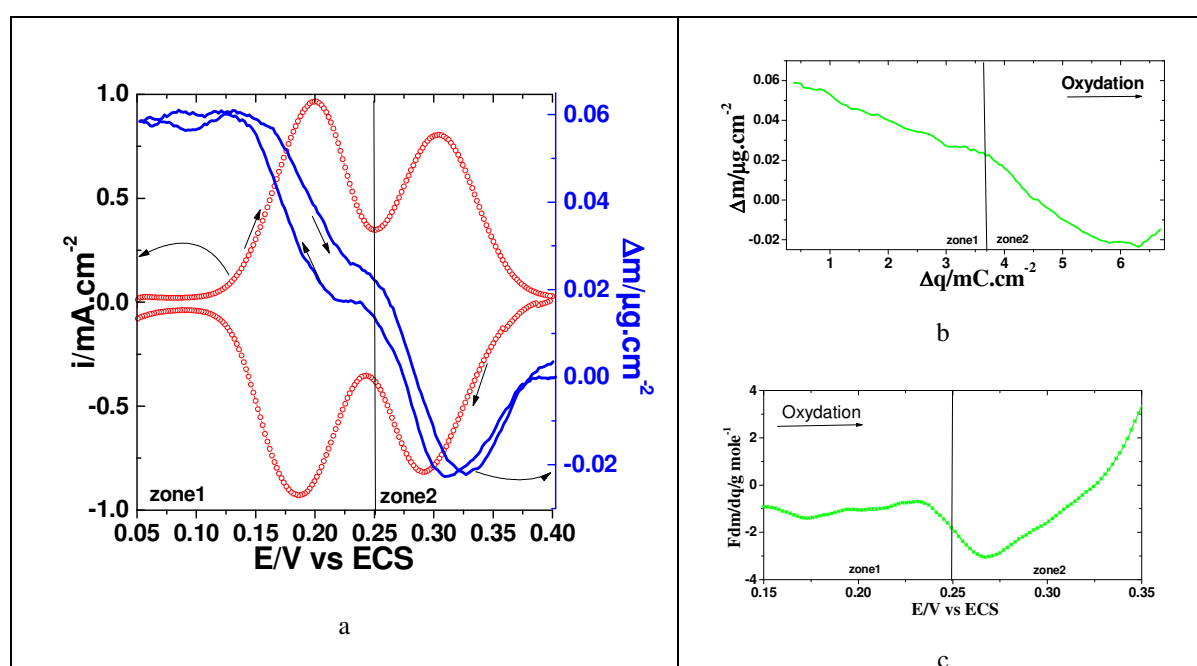 i/mA.cm-2
1.0
0.5
0.0
-0.5
-1.0
zone1
zone2
0.05 0.10 0.15 0.20 0.25 0.30 0.35 0.40
E/V vs ECS
0.06
0.04
0.02
0.00
-0.02
Δm/µg.cm-2
a
Δm/µg.cm-2
0.06
0.04
0.02
0.00
-0.02
Oxydation
zone1
zone2
1 2 3 4 5 6
Δq/mC.cm-2
b
Fdm/dq/g mole-1
4
2
0
-2
-4
Oxydation
zone1
zone2
0.15 0.20 0.25 0.30 0.35
E/V vs ECS
c